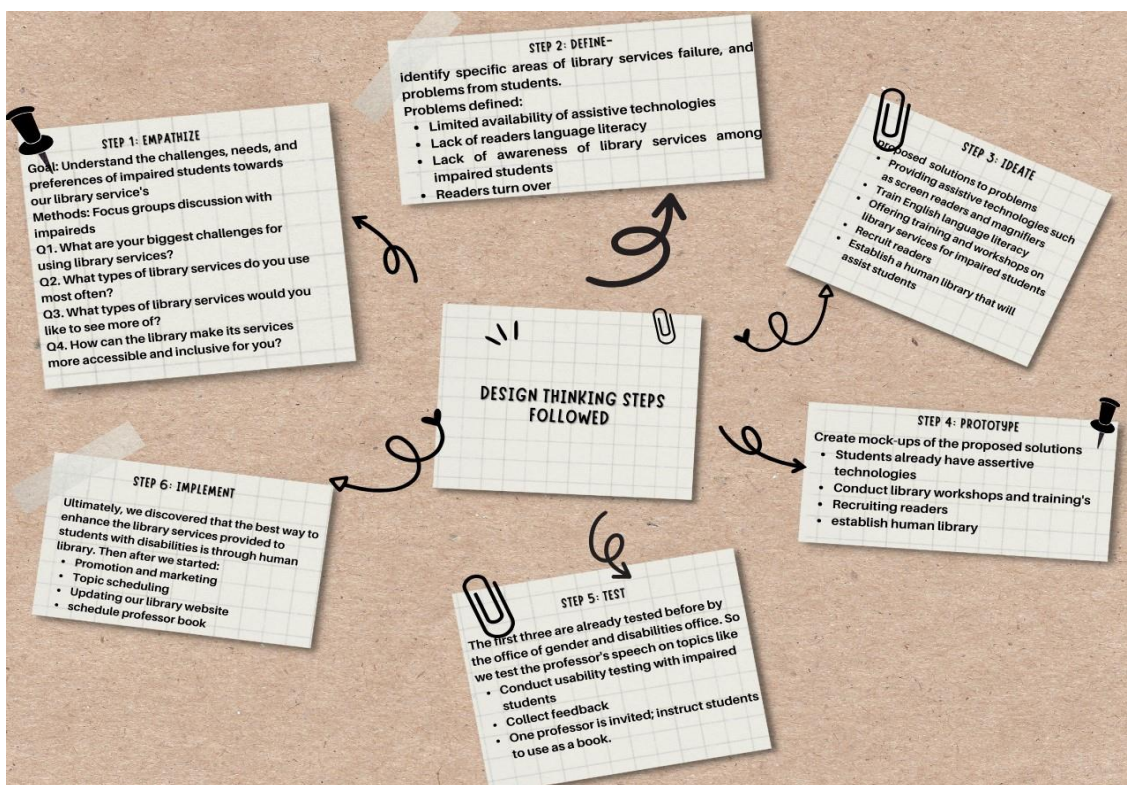 STEP 1: EMPATHIZE
Goal: Understand the challenges, needs, and
preferences of impaired students towards
our library service's
Methods: Focus groups discussion with
impaireds
Q1. What are your biggest challenges for
using library services?
Q2. What types of library services do you use
most often?
Q3. What types of library services would you
like to see more of?
Q4. How can the library make its services
more accessible and inclusive for you?
STEP 2: DEFINE-
identify specific areas of library services failure, and
problems from students.
Problems defined:
• Limited availability of assistive technologies
• Lack of readers language literacy
• Lack of awareness of library services among
impaired students
• Readers turn over
STEP 3: IDEATE
proposed solutions to problems
• Providing assistive technologies such
as screen readers and magnifiers
• Train English language literacy
• Offering training and workshops on
library services for impaired students
• Recruit readers
• Establish a human library that will
assist students
DESIGN THINKING STEPS
FOLLOWED
STEP 4: PROTOTYPE
Create mock-ups of the proposed solutions
• Students already have assertive
technologies
• Conduct library workshops and training's
• Recruiting readers
• establish human library
STEP 5: TEST
The first three are already tested before by
the office of gender and disabilities office. So
we test the professor's speech on topics like
• Conduct usability testing with impaired
students
• Collect feedback
• One professor is invited; instruct students
to use as a book.
STEP 6: IMPLEMENT
Ultimately, we discovered that the best way to
enhance the library services provided to
students with disabilities is through human
library. Then after we started:
• Promotion and marketing
• Topic scheduling
• Updating our library website
• schedule professor book